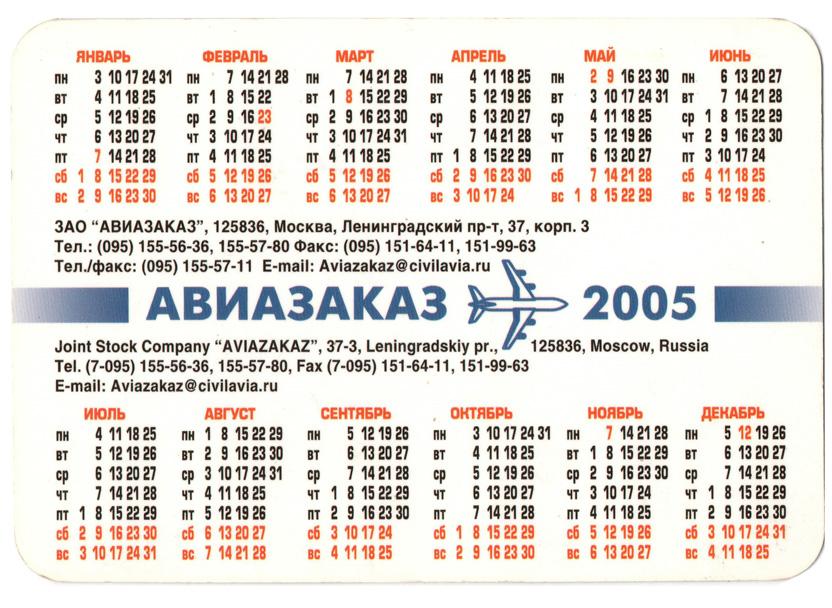 ЯНВАРЬ ФЕВРАЛЬ МАРТ АПРЕЛЬ МАЙ ИЮНЬ
пн 3 10 17 24 31 пн 7 14 21 28 пн 7 14 21 28 пн 4 11 18 25 пн 2 9 16 23 30 пн 6 13 20 27
вт 4 11 18 25 вт 1 8 15 22 вт 1 8 15 22 29 вт 5 12 19 26 вт 3 10 17 24 31 вт 7 14 21 28
ср 5 12 19 26 ср 2 9 16 23 ср 2 9 16 23 30 ср 6 13 20 27 ср 4 11 18 25 ср 1 8 15 22 29
чт 6 13 20 27 чт 3 10 17 24 чт 3 10 17 24 31 чт 7 14 21 28 чт 5 12 19 26 чт 2 9 16 23 30
пт 7 14 21 28 пт 4 11 18 25 пт 4 11 18 25 пт 1 8 15 22 29 пт 6 13 20 27 пт 3 10 17 24
сб 1 8 15 22 29 сб 5 12 19 26 сб 5 12 19 26 сб 2 9 16 23 30 сб 7 14 21 28 сб 4 11 18 25
вс 2 9 16 23 30 вс 6 13 20 27 вс 6 13 20 27 вс 3 10 17 24 вс 1 8 15 22 29 вс 5 12 19 26
ЗАО “АВИАЗАКАЗ”, 125836, Москва, Ленинградский пр-т, 37, корп. 3
Тел.: (095) 155-56-36, 155-57-80 Факс: (095) 151-64-11, 151-99-63
Тел./факс: (095) 155-57-11 E-mail: Aviazakaz@civilavia.ru
АВИАЗАКАЗ 2005
Joint Stock Company “AVIAZAKAZ”, 37-3, Leningradskiy pr., 125836, Moscow, Russia
Tel. (7-095) 155-56-36, 155-57-80, Fax (7-095) 151-64-11, 151-99-63
E-mail: Aviazakaz@civilavia.ru
ИЮЛЬ АВГУСТ СЕНТЯБРЬ ОКТЯБРЬ НОЯБРЬ ДЕКАБРЬ
пн 4 11 18 25 пн 1 8 15 22 29 пн 5 12 19 26 пн 3 10 17 24 31 пн 7 14 21 28 пн 5 12 19 26
вт 5 12 19 26 вт 2 9 16 23 30 вт 6 13 20 27 вт 4 11 18 25 вт 1 8 15 22 29 вт 6 13 20 27
ср 6 13 20 27 ср 3 10 17 24 31 ср 7 14 21 28 ср 5 12 19 26 ср 2 9 16 23 30 ср 7 14 21 28
чт 7 14 21 28 чт 4 11 18 25 чт 1 8 15 22 29 чт 6 13 20 27 чт 3 10 17 24 чт 1 8 15 22 29
пт 1 8 15 22 29 пт 5 12 19 26 пт 2 9 16 23 30 пт 7 14 21 28 пт 4 11 18 25 пт 2 9 16 23 30
сб 2 9 16 23 30 сб 6 13 20 27 сб 3 10 17 24 сб 1 8 15 22 29 сб 5 12 19 26 сб 3 10 17 24 31
вс 3 10 17 24 31 вс 7 14 21 28 вс 4 11 18 25 вс 2 9 16 23 30 вс 6 13 20 27 вс 4 11 18 25